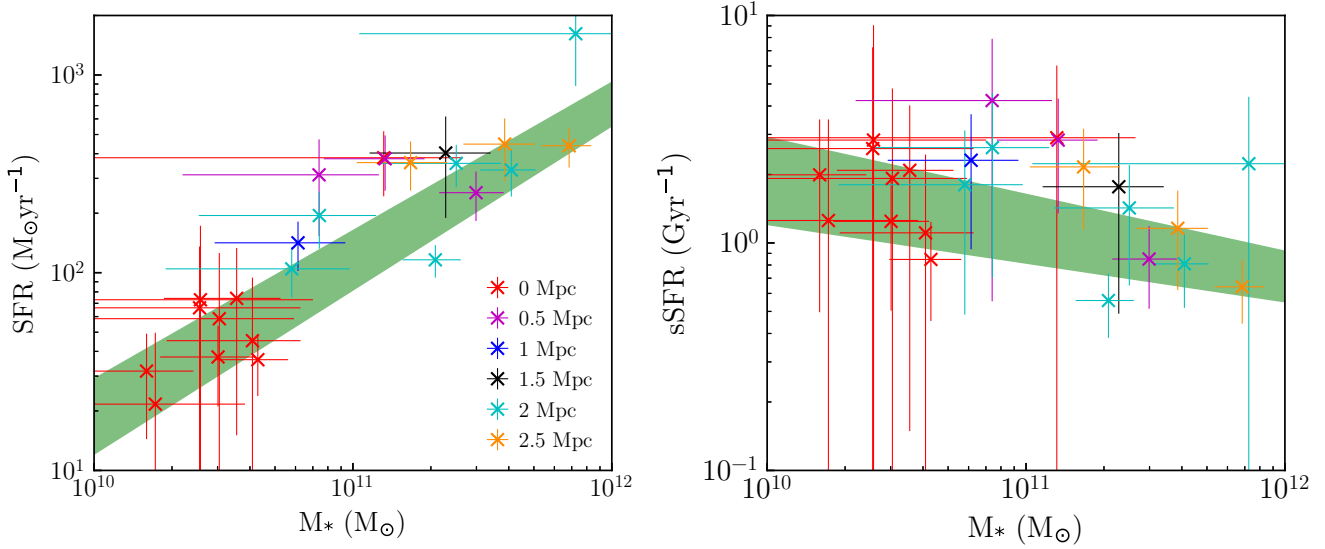 10³
10²
10¹
SFR (M⊙yr⁻¹)
0 Mpc
0.5 Mpc
1 Mpc
1.5 Mpc
2 Mpc
2.5 Mpc
10¹⁰
10¹¹
10¹²
M* (M⊙)
10¹
10⁰
10⁻¹
sSFR (Gyr⁻¹)
10¹⁰
10¹¹
10¹²
M* (M⊙)